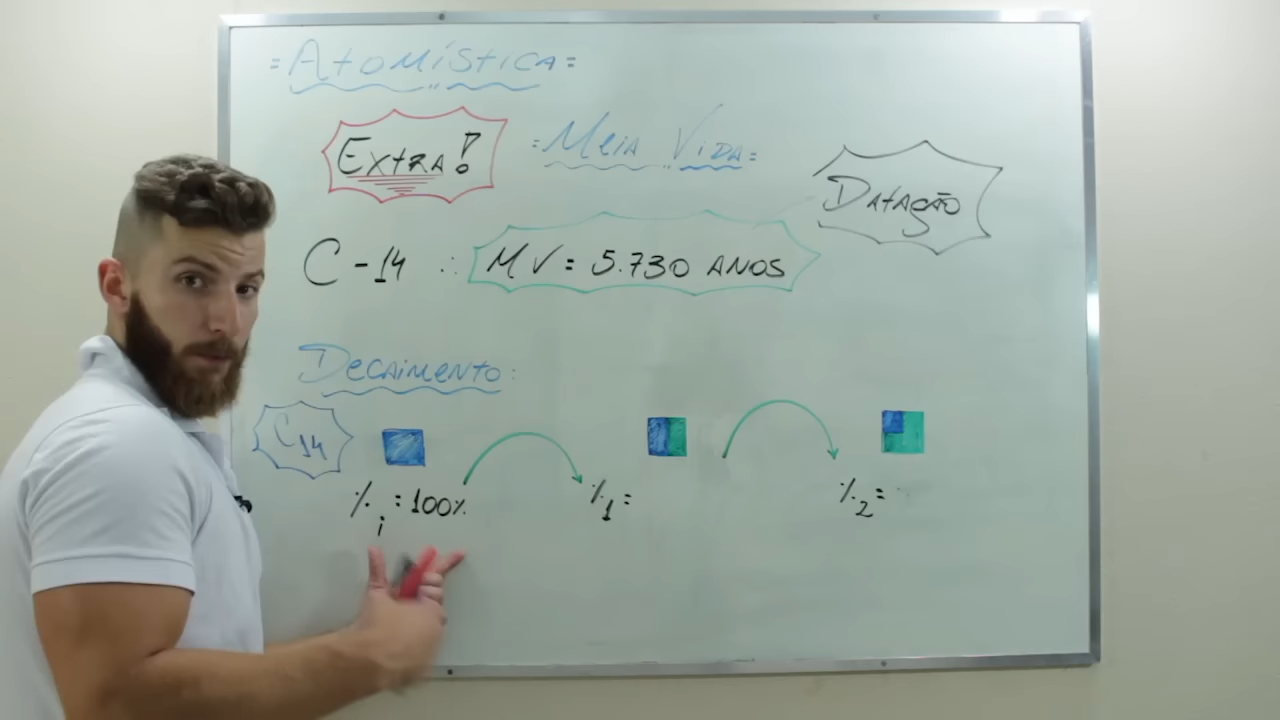 = Atomística =
Extra!
= Meia Vida =
Datação
C-14 ∴ MV = 5.730 anos
Decaimento:
C14
%i = 100%
%1 =
%2 =